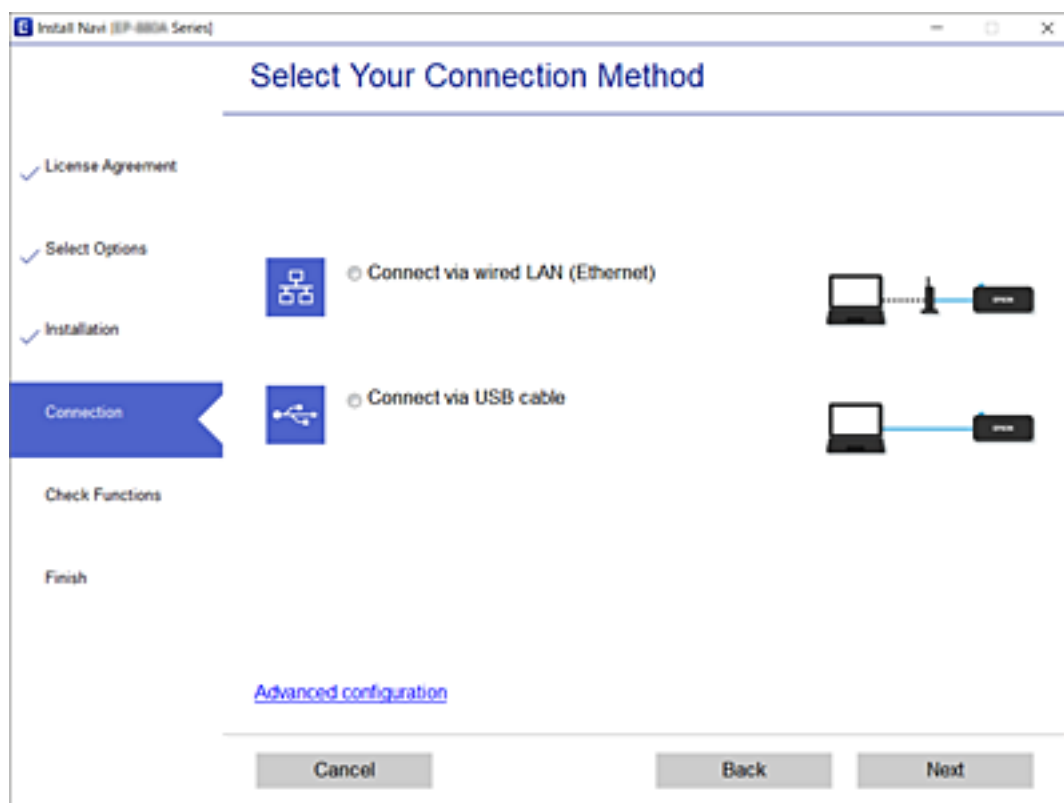 Install Navi [EP-880A Series]
Select Your Connection Method
License Agreement
Select Options
Installation
Connection
Check Functions
Finish
Connect via wired LAN (Ethernet)
Connect via USB cable
Advanced configuration
Cancel
Back
Next